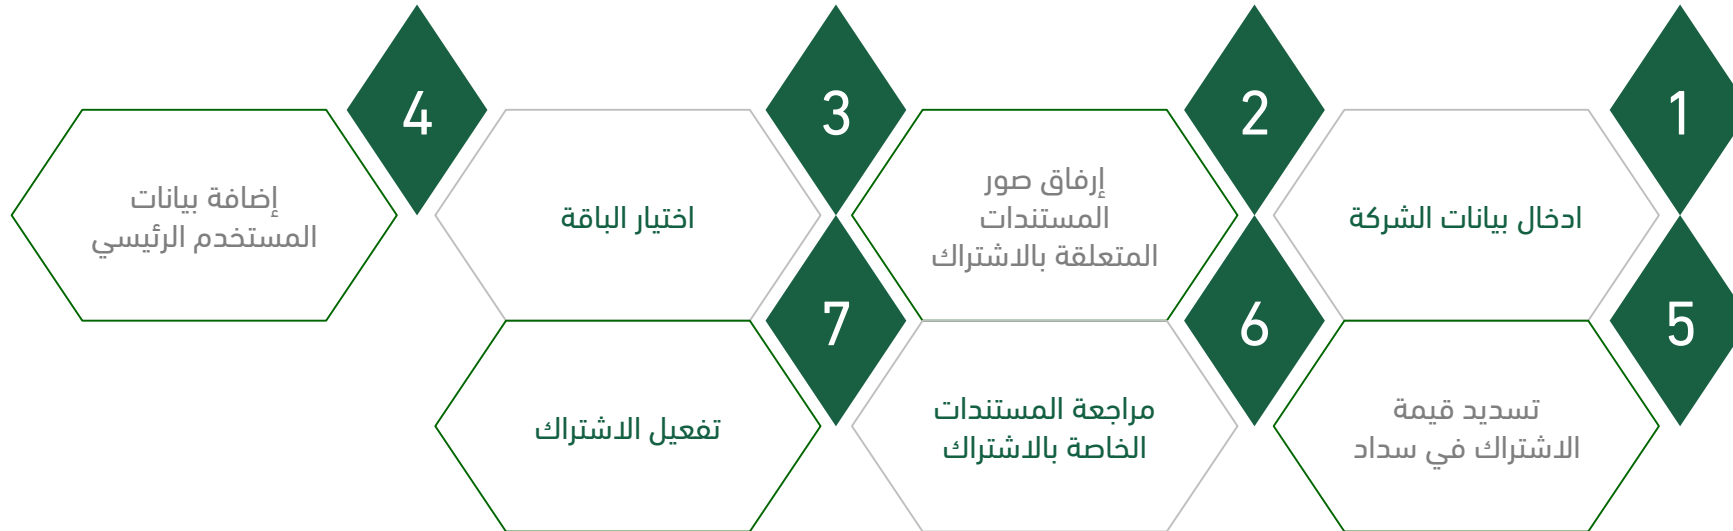 1
ادخال بيانات الشركة
2
إرفاق صور
المستندات
المتعلقة بالاشتراك
3
اختيار الباقة
4
إضافة بيانات
المستخدم الرئيسي
5
تسديد قيمة
الاشتراك في سداد
6
مراجعة المستندات
الخاصة بالاشتراك
7
تفعيل الاشتراك